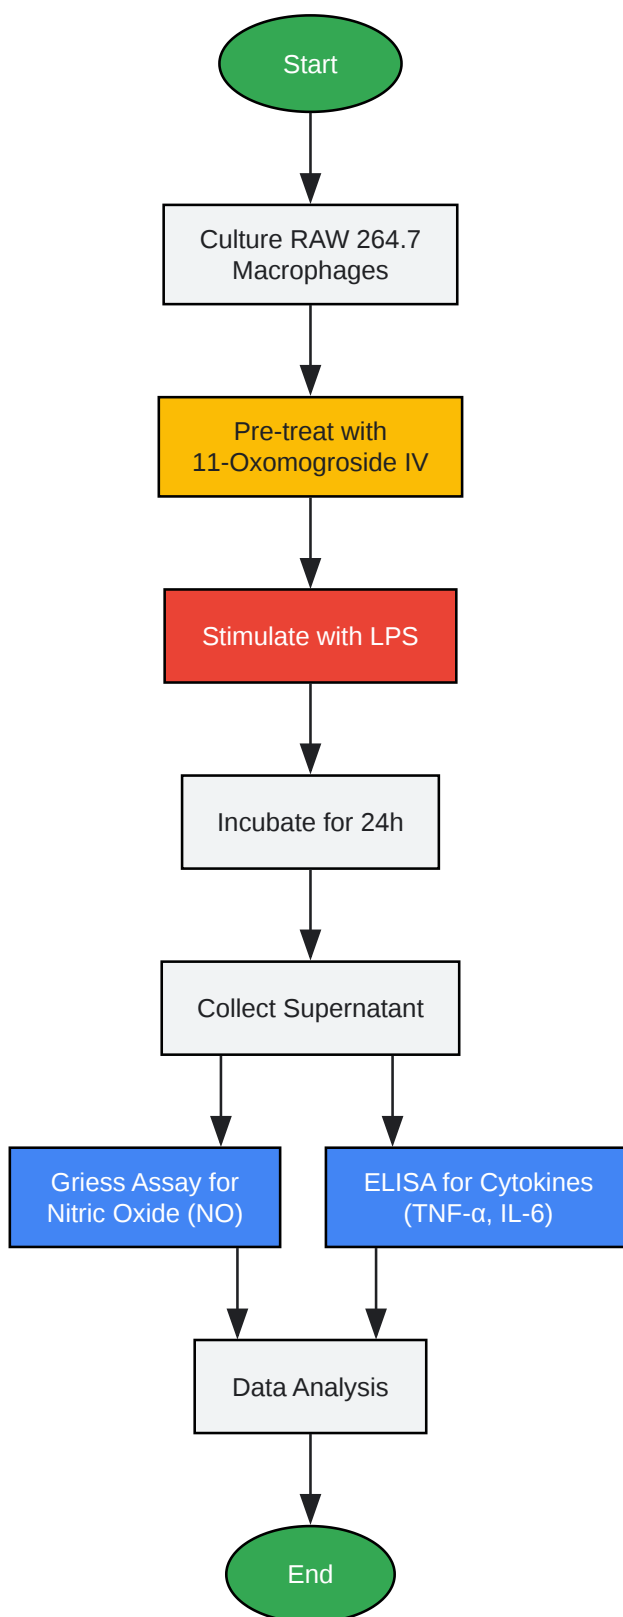 Start
Culture RAW 264.7
Macrophages
Pre-treat with
11-Oxomogroside IV
Stimulate with LPS
Incubate for 24h
Collect Supernatant
Griess Assay for
Nitric Oxide (NO)
ELISA for Cytokines
(TNF-α, IL-6)
Data Analysis
End